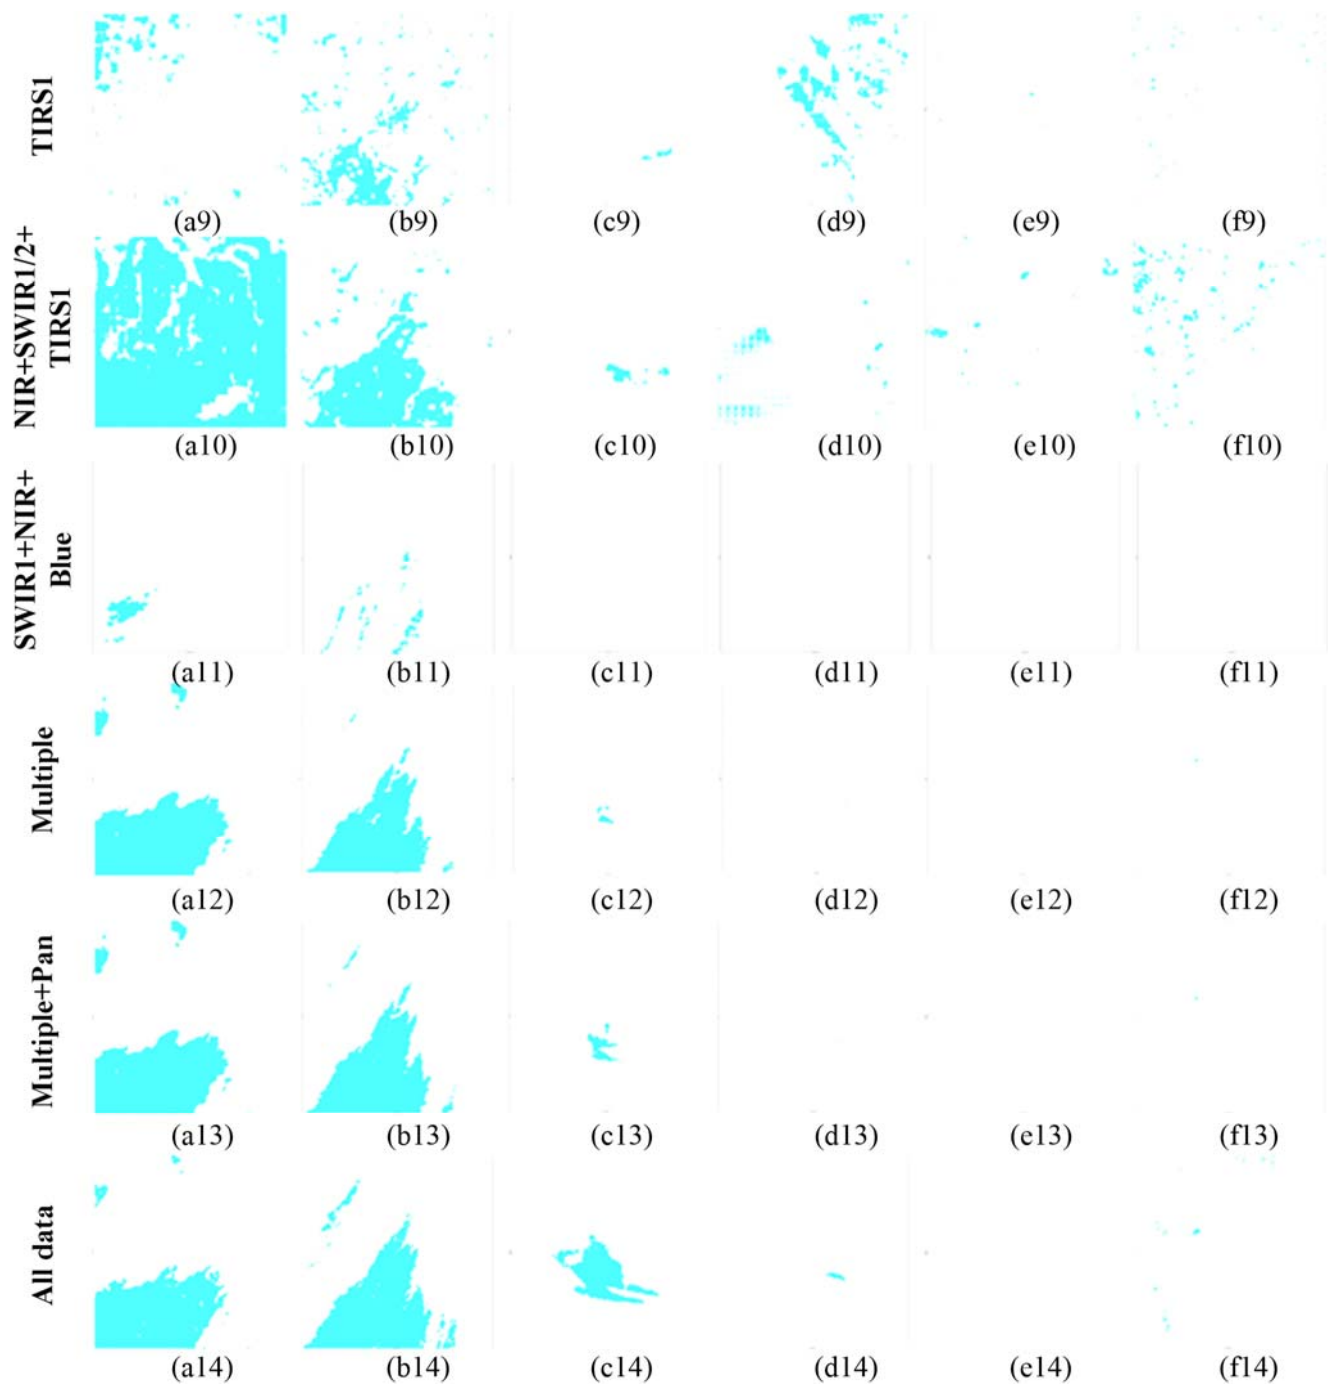 TIRS1
(a9) (b9) (c9) (d9) (e9) (f9)
NIR+SWIR1/2+
TIRS1
(a10) (b10) (c10) (d10) (e10) (f10)
SWIR1+NIR+
Blue
(a11) (b11) (c11) (d11) (e11) (f11)
Multiple
(a12) (b12) (c12) (d12) (e12) (f12)
Multiple+Pan
(a13) (b13) (c13) (d13) (e13) (f13)
All data
(a14) (b14) (c14) (d14) (e14) (f14)